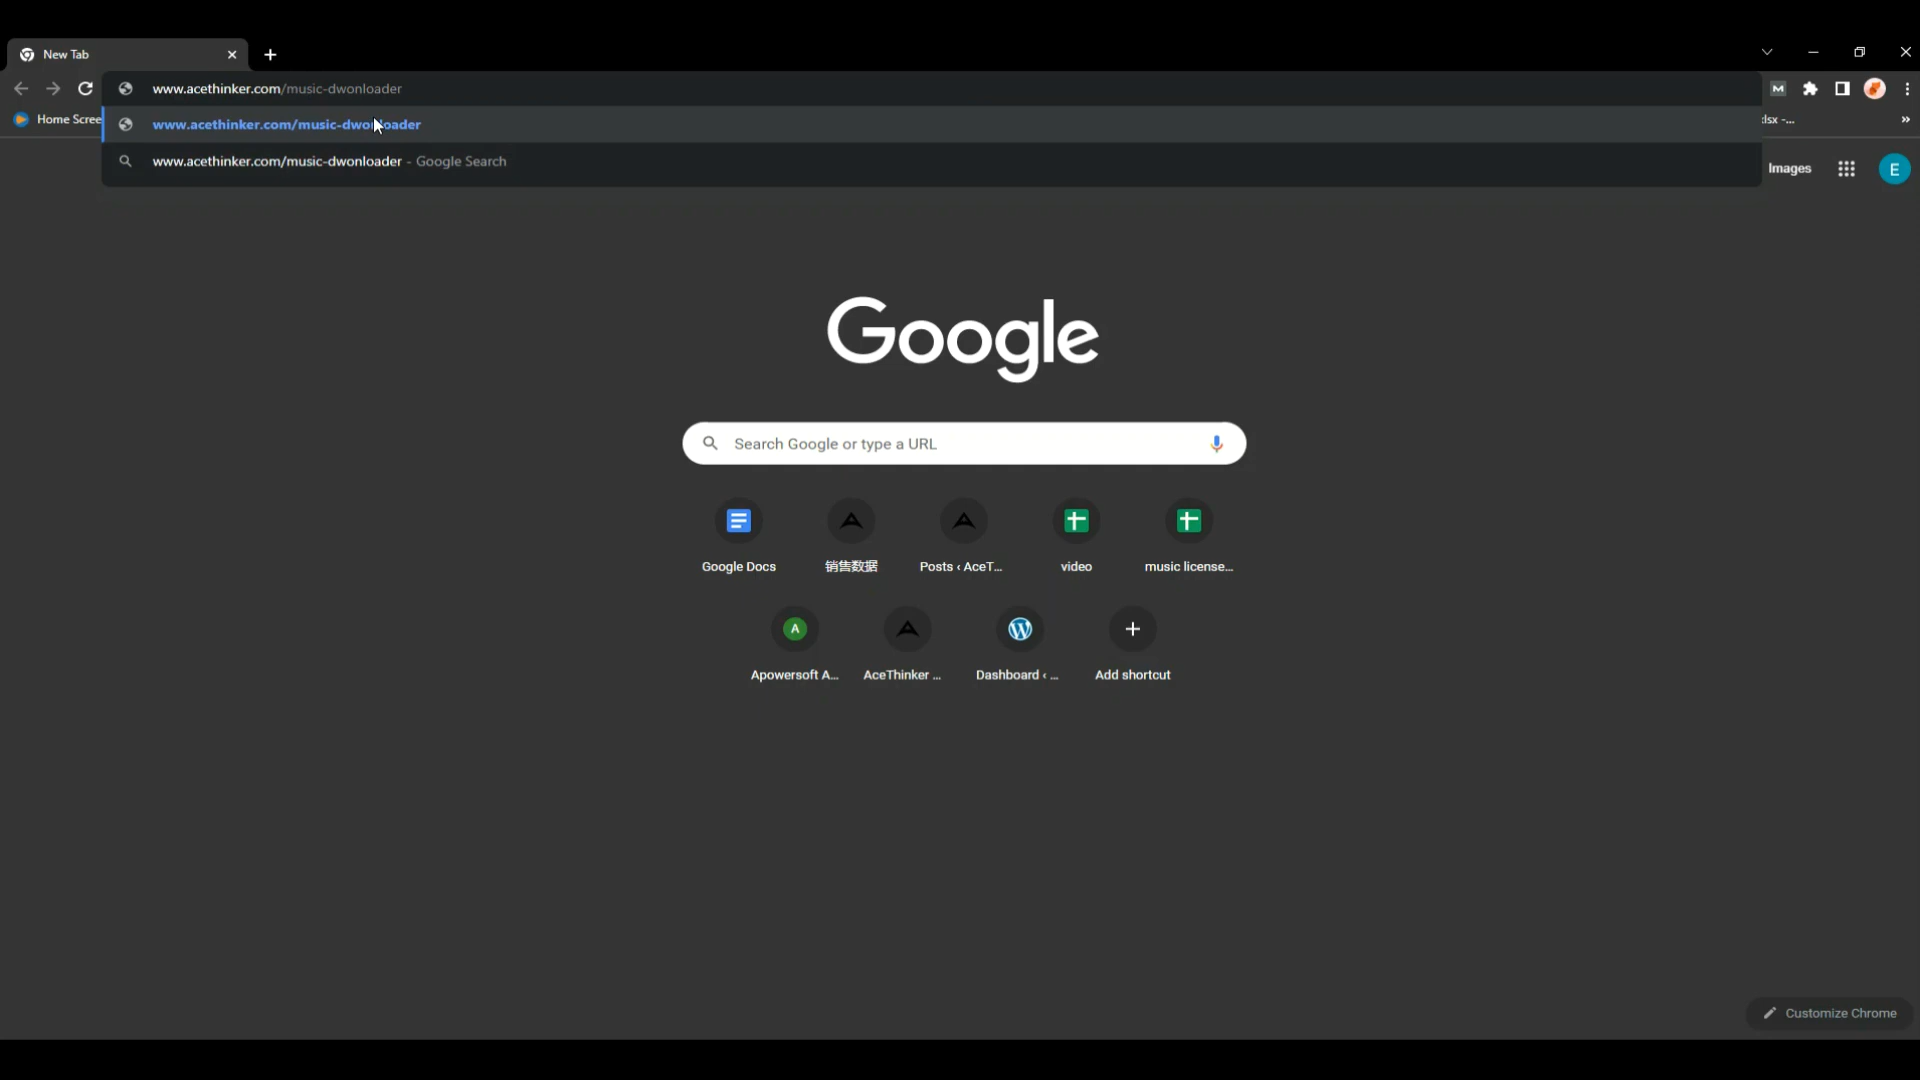 New Tab
www.acethinker.com/music-dwonloader
Home Scree
www.acethinker.com/music-dwonloader
xlsx -...
www.acethinker.com/music-dwonloader - Google Search
Images
E
Google
Search Google or type a URL
Google Docs
销售数据
Posts ‹ AceT...
video
music license...
A
Apowersoft A...
AceThinker ...
Dashboard ‹ ...
Add shortcut
Customize Chrome